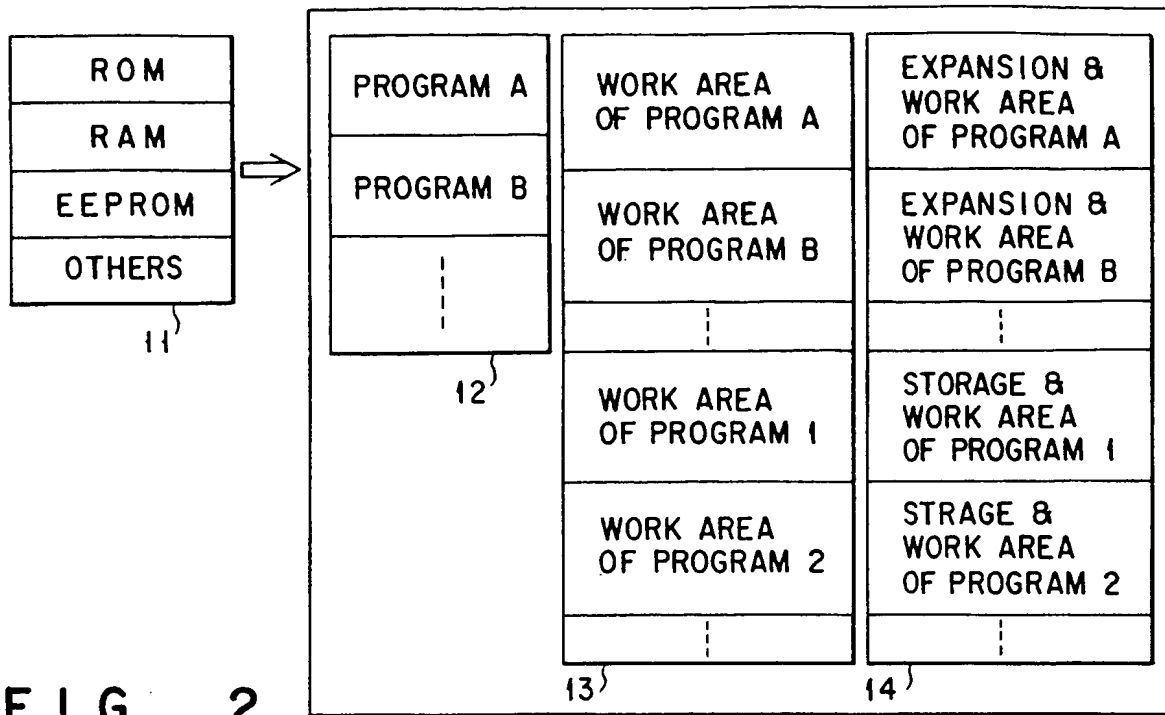 ROM
RAM
EEPROM
OTHERS
11
PROGRAM A
PROGRAM B
12
WORK AREA
OF PROGRAM A
WORK AREA
OF PROGRAM B
WORK AREA
OF PROGRAM 1
WORK AREA
OF PROGRAM 2
13
EXPANSION &
WORK AREA
OF PROGRAM A
EXPANSION &
WORK AREA
OF PROGRAM B
STORAGE &
WORK AREA
OF PROGRAM 1
STRAGE &
WORK AREA
OF PROGRAM 2
14
FIG. 2